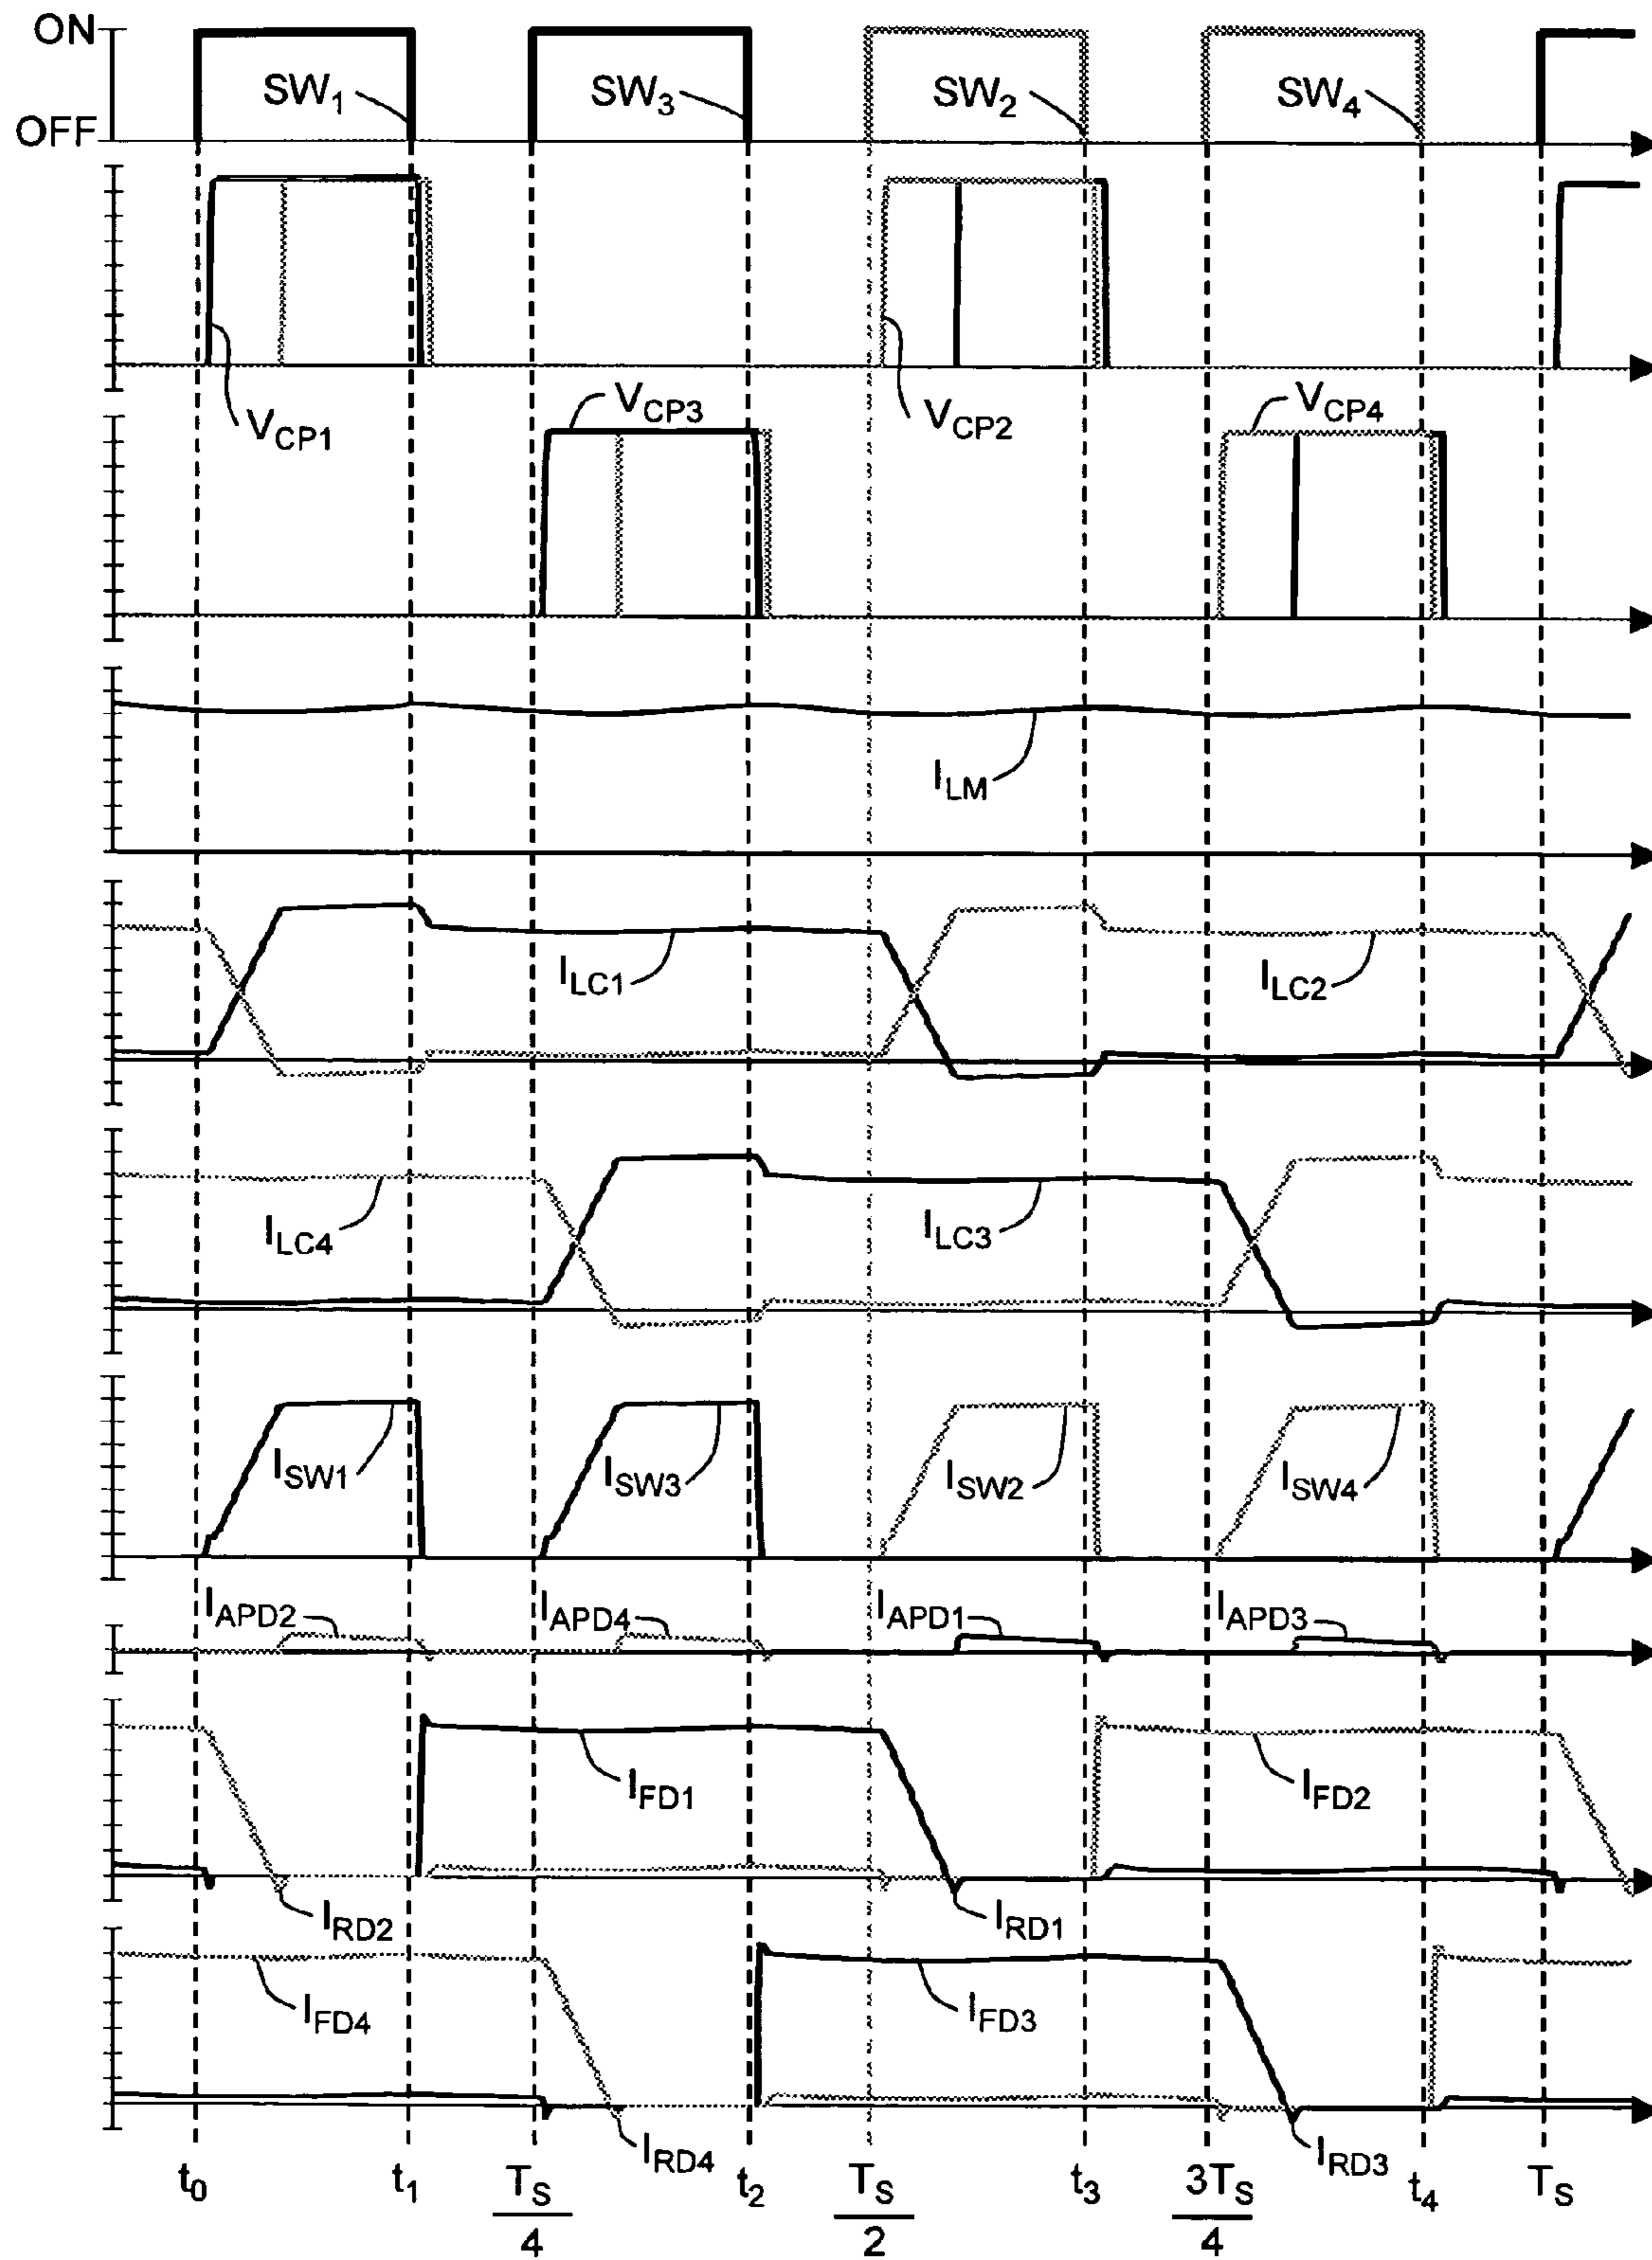 ON
SW1 SW3 SW2 SW4
OFF
VCP1 VCP3 VCP2 VCP4
ILM
ILC1 ILC2
ILC4 ILC3
ISW1 ISW3 ISW2 ISW4
IAPD2 IAPD4 IAPD1 IAPD3
IFD1 IFD2
IRD2 IRD1
IFD4 IFD3
IRD4 IRD3
t0 t1 TS/4 t2 TS/2 t3 3TS/4 t4 TS